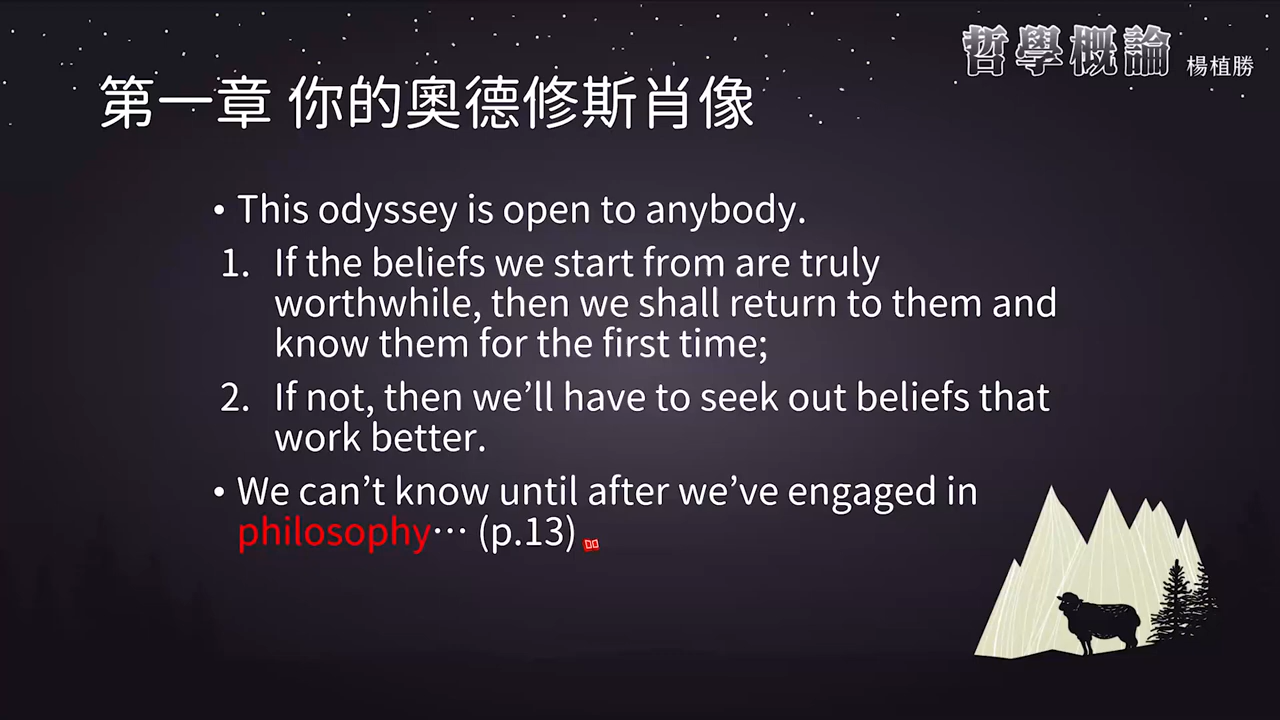 哲學概論 楊植勝
第一章 你的奧德修斯肖像
• This odyssey is open to anybody.
1. If the beliefs we start from are truly
worthwhile, then we shall return to them and
know them for the first time;
2. If not, then we’ll have to seek out beliefs that
work better.
• We can’t know until after we’ve engaged in
philosophy… (p.13)